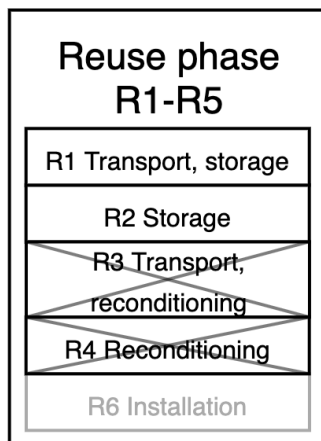 Reuse phase
R1-R5
R1 Transport, storage
R2 Storage
R3 Transport,
reconditioning
R4 Reconditioning
R6 Installation